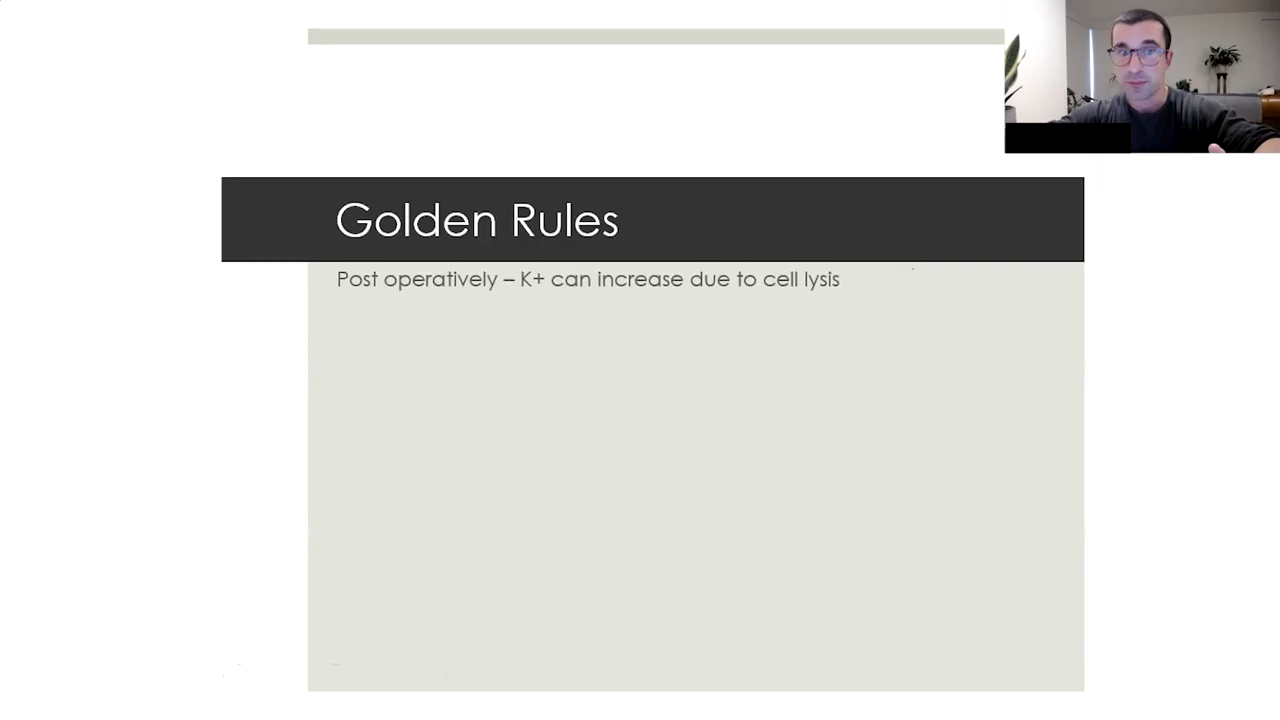 Golden Rules
Post operatively – K+ can increase due to cell lysis